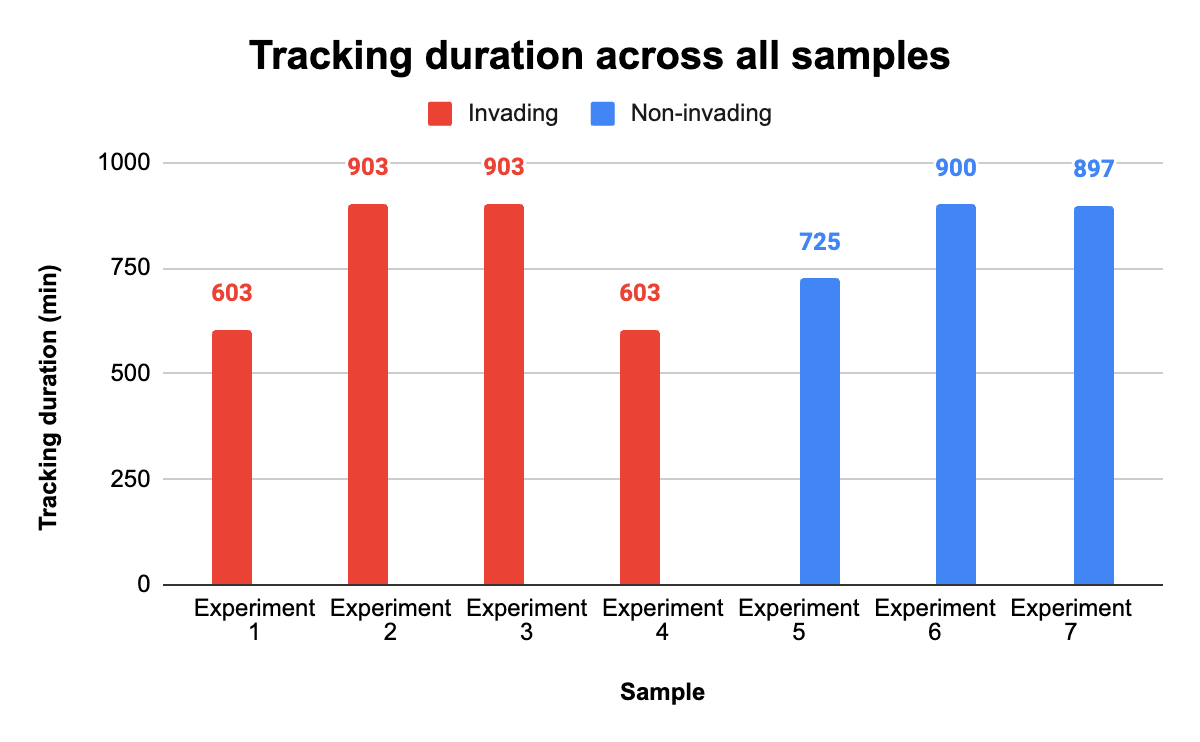 Tracking duration across all samples
Invading Non-invading
1000
750
500
250
0
Tracking duration (min)
603
903
903
603
725
900
897
Experiment 1
Experiment 2
Experiment 3
Experiment 4
Experiment 5
Experiment 6
Experiment 7
Sample